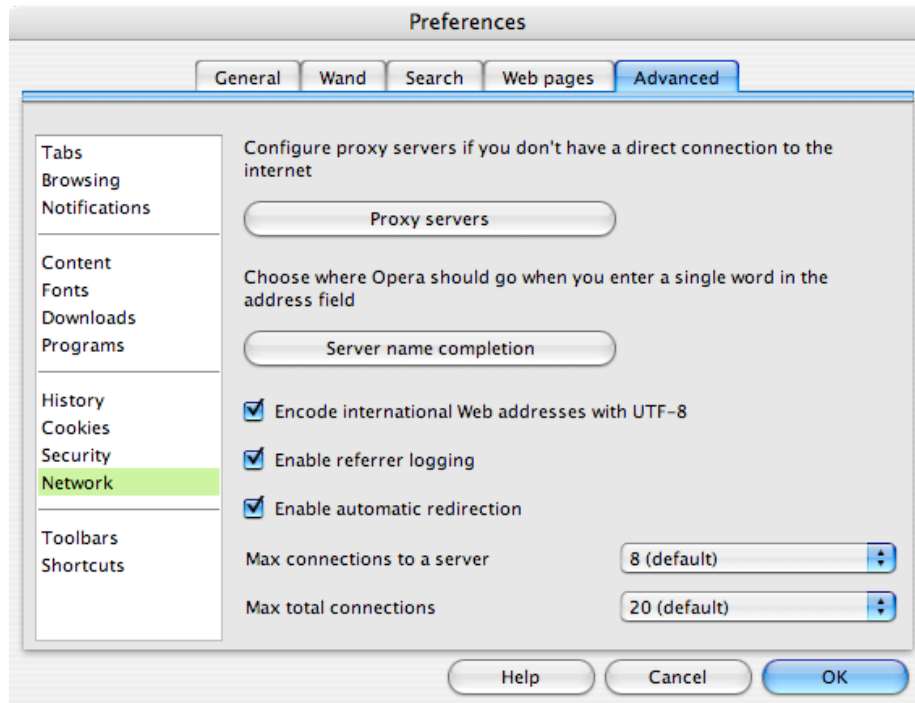 Preferences
General Wand Search Web pages Advanced
Tabs
Browsing
Notifications
Content
Fonts
Downloads
Programs
History
Cookies
Security
Network
Toolbars
Shortcuts
Configure proxy servers if you don't have a direct connection to the
internet
Proxy servers
Choose where Opera should go when you enter a single word in the
address field
Server name completion
Encode international Web addresses with UTF-8
Enable referrer logging
Enable automatic redirection
Max connections to a server 8 (default)
Max total connections 20 (default)
Help Cancel OK